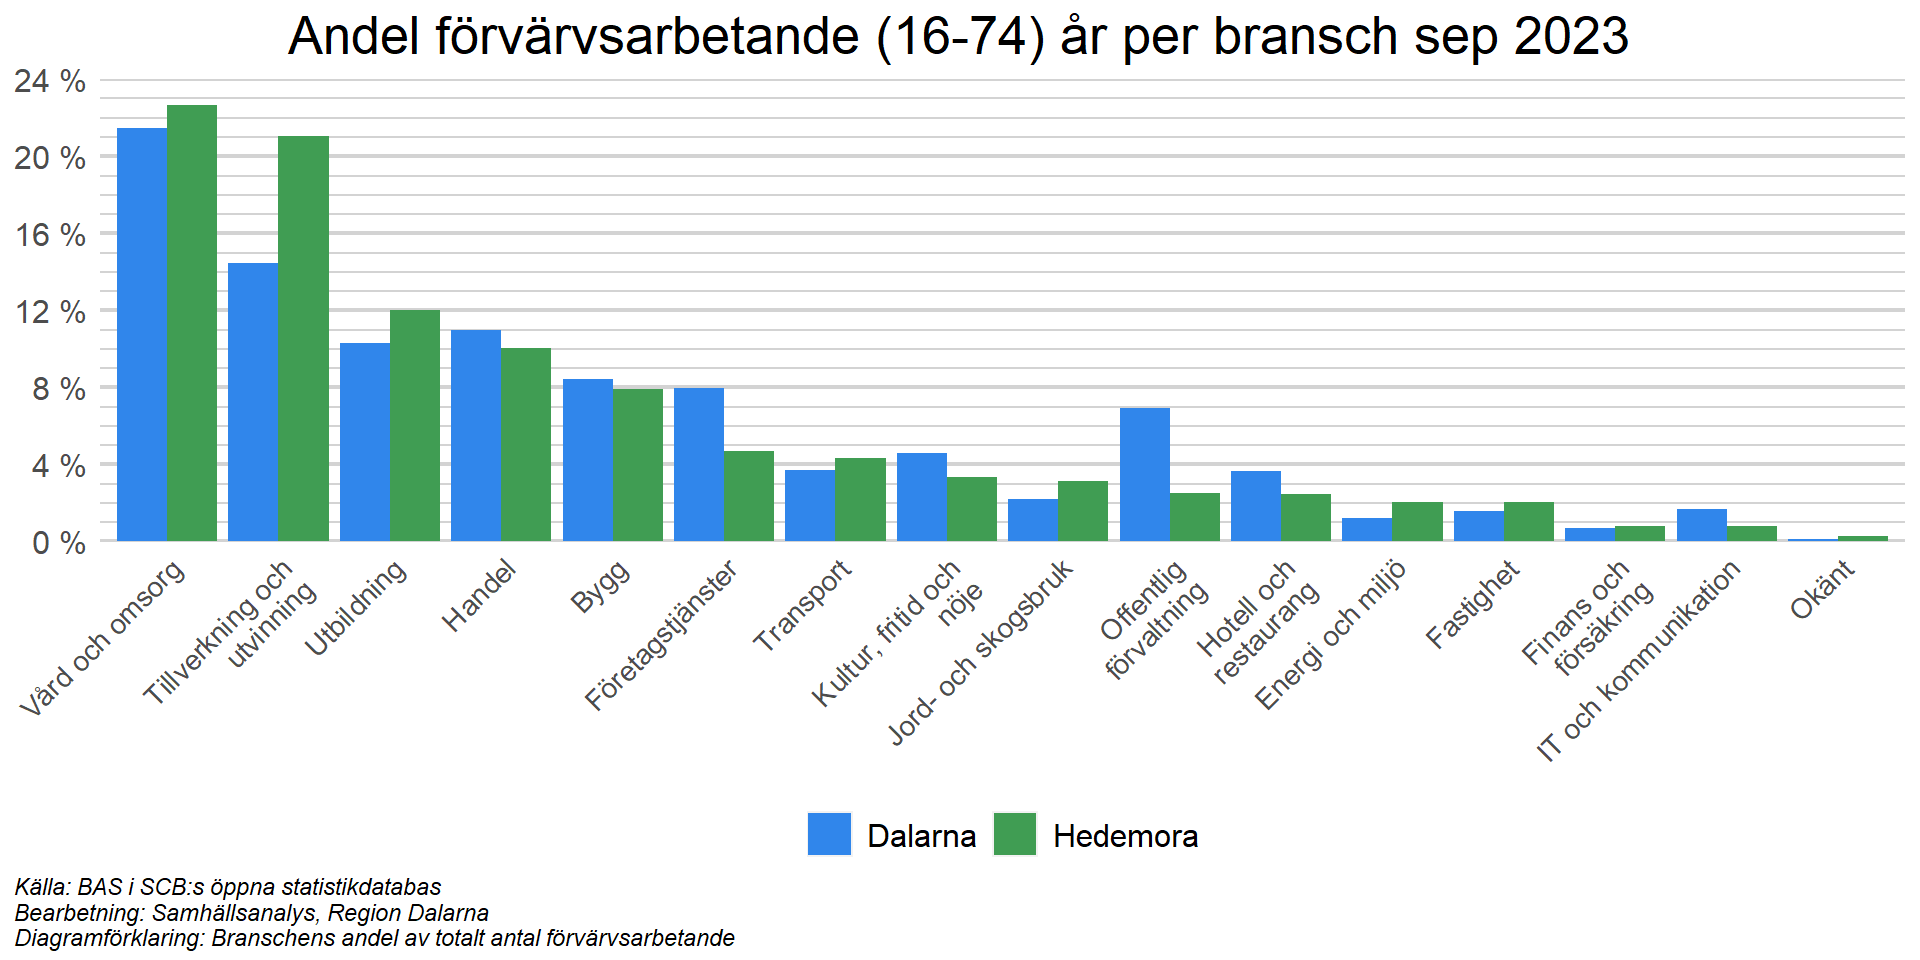 Andel förvärvsarbetande (16-74) år per bransch sep 2023
24 %
20 %
16 %
12 %
8 %
4 %
0 %
Vård och omsorg
Tillverkning och
utvinning
Utbildning
Handel
Bygg
Företagstjänster
Transport
Kultur, fritid och
nöje
Jord- och skogsbruk
Offentlig
förvaltning
Hotell och
restaurang
Energi och miljö
Fastighet
Finans och
försäkring
IT och kommunikation
Okänt
Dalarna
Hedemora
Källa: BAS i SCB:s öppna statistikdatabas
Bearbetning: Samhällsanalys, Region Dalarna
Diagramförklaring: Branschens andel av totalt antal förvärvsarbetande